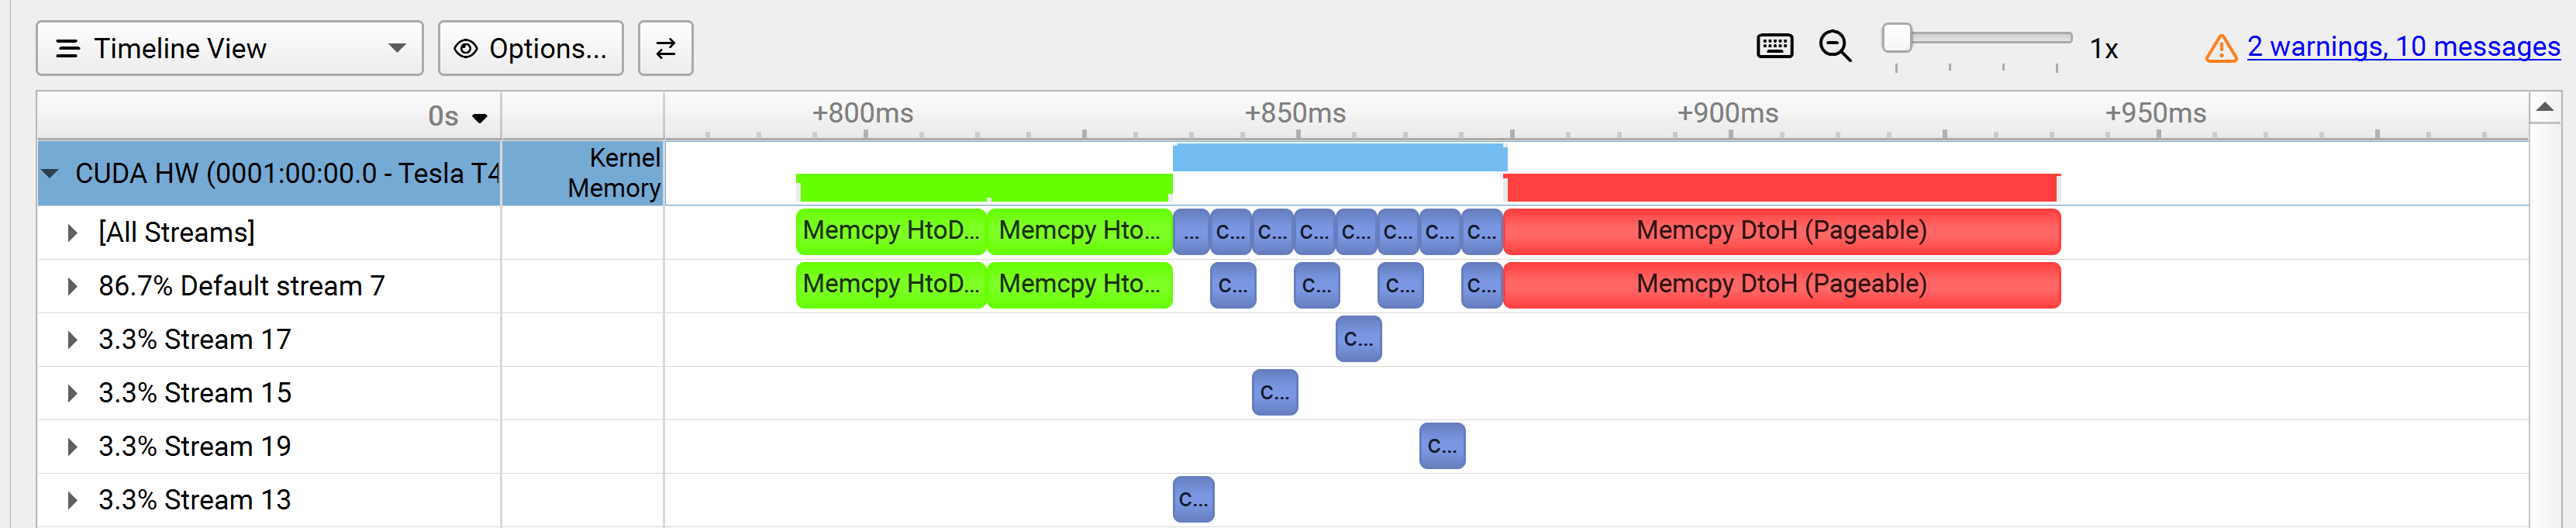 Timeline View Options... 1x 2 warnings, 10 messages
0s +800ms +850ms +900ms +950ms
CUDA HW (0001:00:00.0 - Tesla T4 Kernel
Memory
[All Streams] Memcpy HtoD... Memcpy Hto... ... c... c... c... c... c... c... c... Memcpy DtoH (Pageable)
86.7% Default stream 7 Memcpy HtoD... Memcpy Hto... c... c... c... c... Memcpy DtoH (Pageable)
3.3% Stream 17 c...
3.3% Stream 15 c...
3.3% Stream 19 c...
3.3% Stream 13 c...